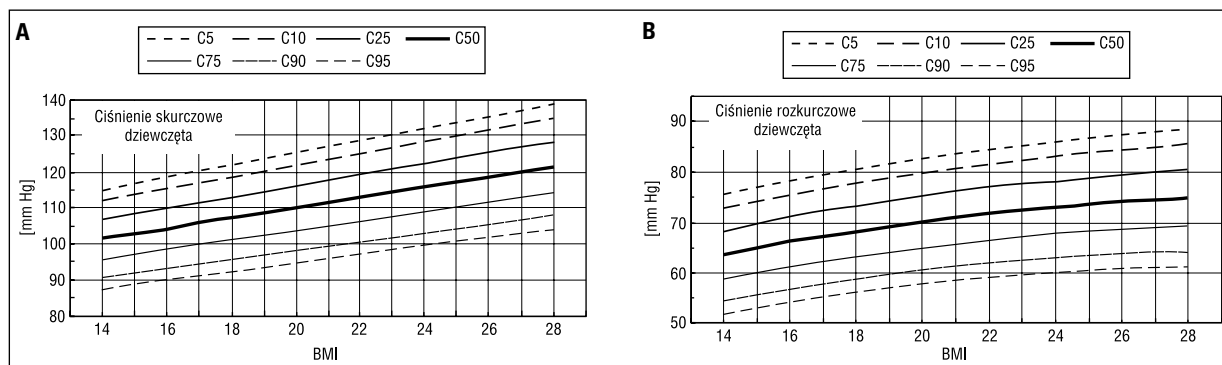 A
C5 C10 C25 C50
C75 C90 C95
Ciśnienie skurczowe
dziewczęta
[mm Hg]
140
130
120
110
100
90
80
14 16 18 20 22 24 26 28
BMI
B
C5 C10 C25 C50
C75 C90 C95
Ciśnienie rozkurczowe
dziewczęta
[mm Hg]
90
80
70
60
50
14 16 18 20 22 24 26 28
BMI